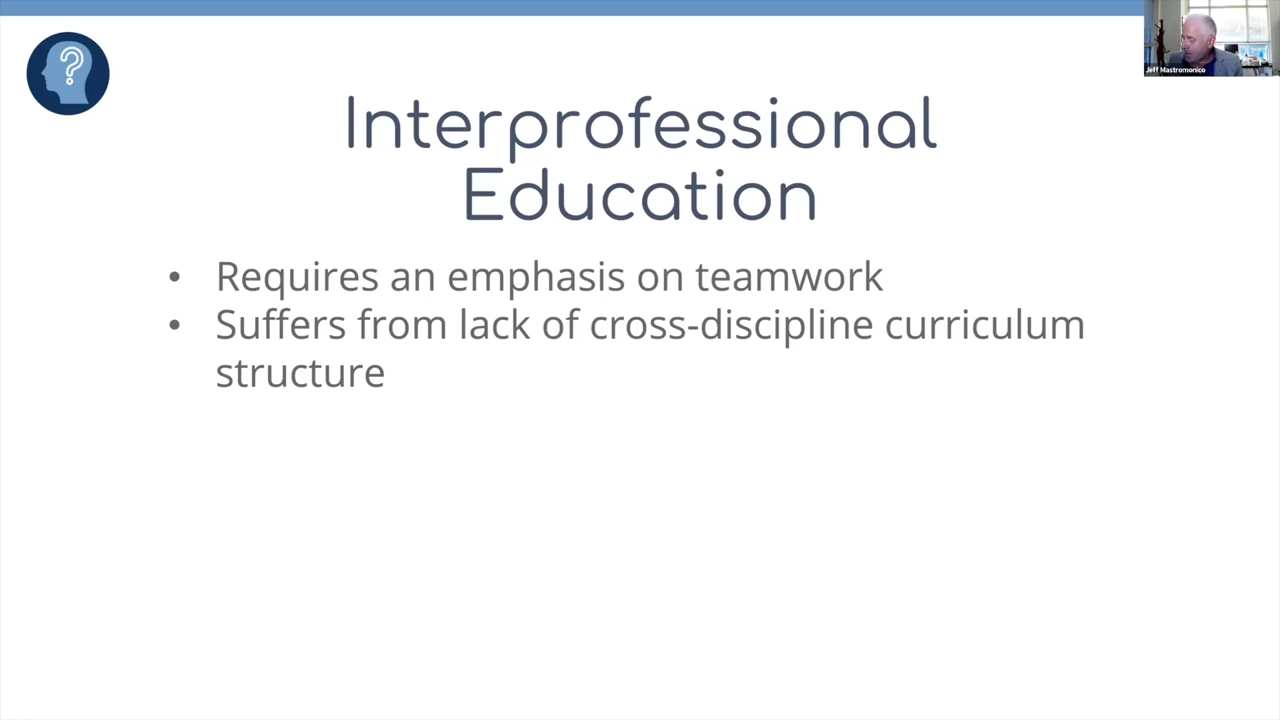 Jeff Mastromonico
Interprofessional
Education
• Requires an emphasis on teamwork
• Suffers from lack of cross-discipline curriculum
structure